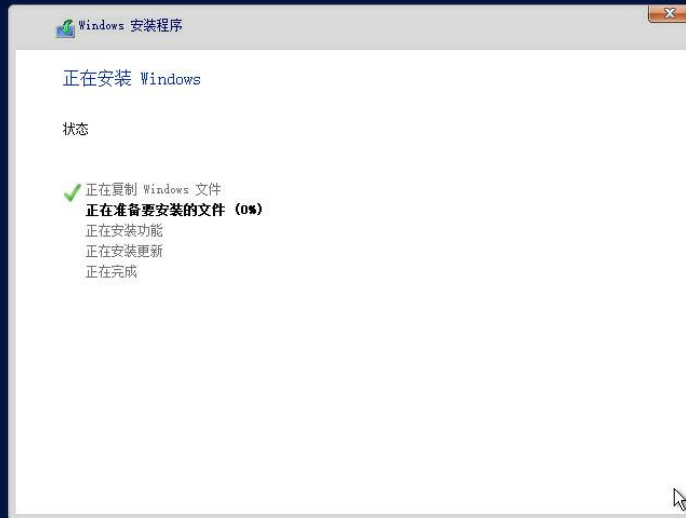 Windows 安装程序
正在安装 Windows
状态
正在复制 Windows 文件
正在准备要安装的文件 (0%)
正在安装功能
正在安装更新
正在完成